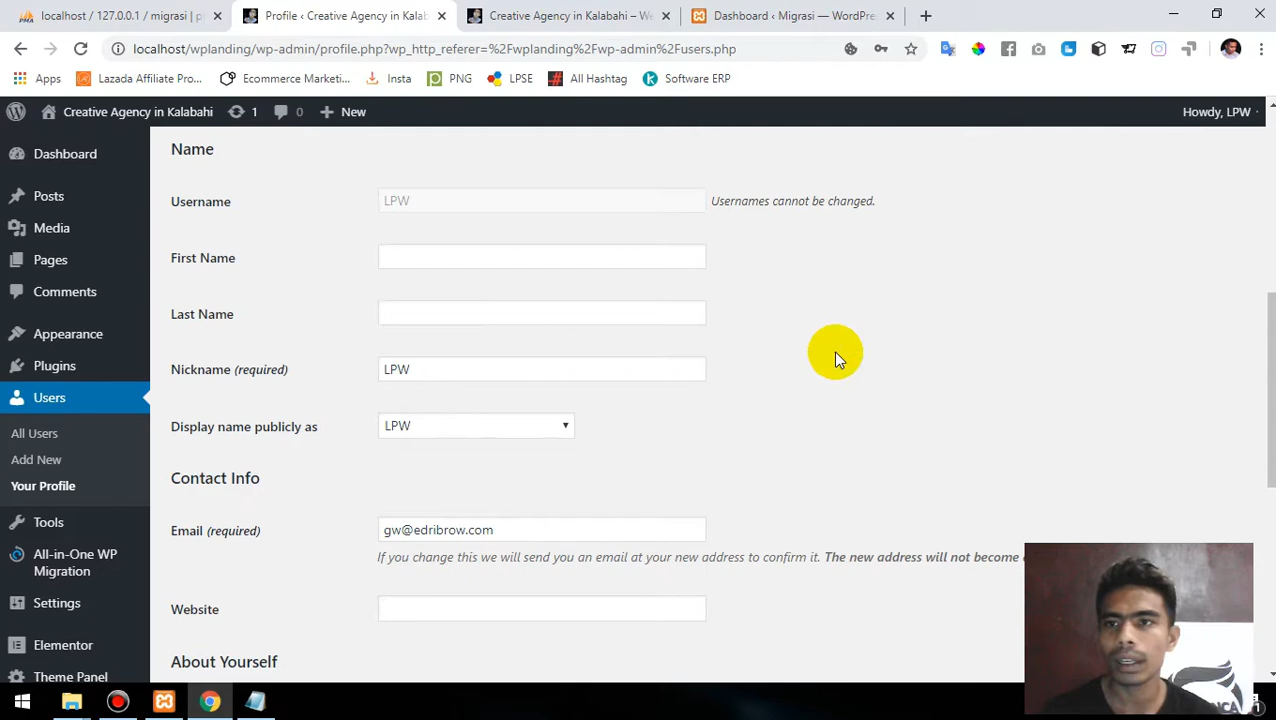 localhost / 127.0.0.1 / migrasi | p
Profile ‹ Creative Agency in Kalab
Creative Agency in Kalabahi – We
Dashboard ‹ Migrasi — WordPre
localhost/wplanding/wp-admin/profile.php?wp_http_referer=%2Fwplanding%2Fwp-admin%2Fusers.php
Apps
Lazada Affiliate Pro...
Ecommerce Marketi...
Insta
PNG
LPSE
All Hashtag
Software ERP
Creative Agency in Kalabahi
1
0
New
Howdy, LPW
Dashboard
Posts
Media
Pages
Comments
Appearance
Plugins
Users
All Users
Add New
Your Profile
Tools
All-in-One WP
Migration
Settings
Elementor
Theme Panel
Name
Username
LPW
Usernames cannot be changed.
First Name
Last Name
Nickname (required)
LPW
Display name publicly as
LPW
Contact Info
Email (required)
gw@edribrow.com
If you change this we will send you an email at your new address to confirm it. The new address will not become
Website
About Yourself